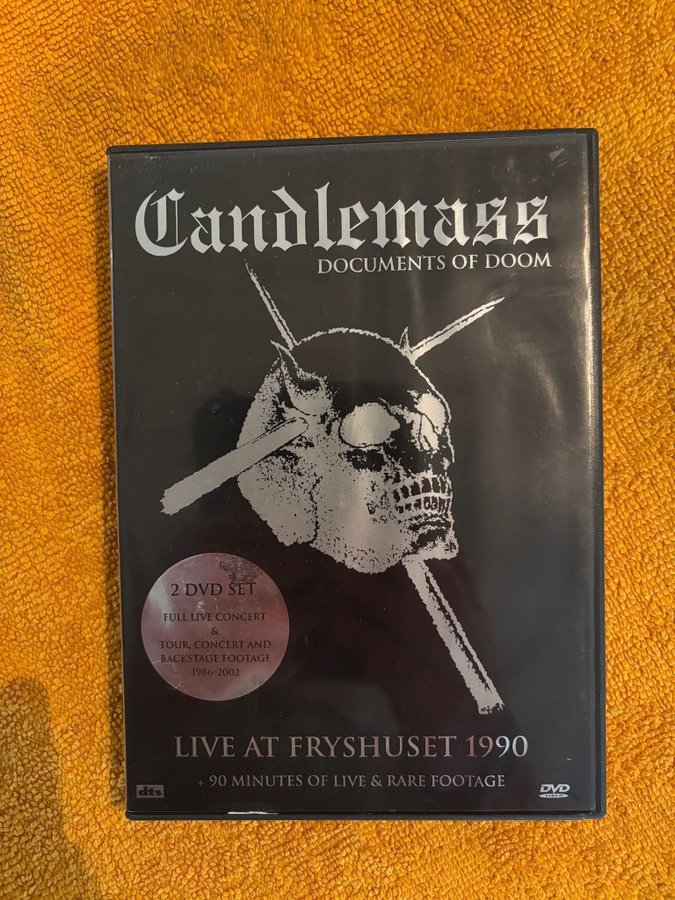 Candlemass
DOCUMENTS OF DOOM
2 DVD SET
FULL LIVE CONCERT
&
TOUR, CONCERT AND
BACKSTAGE FOOTAGE
1986-2002
LIVE AT FRYSHUSET 1990
+ 90 MINUTES OF LIVE & RARE FOOTAGE
dts
DVD
VIDEO